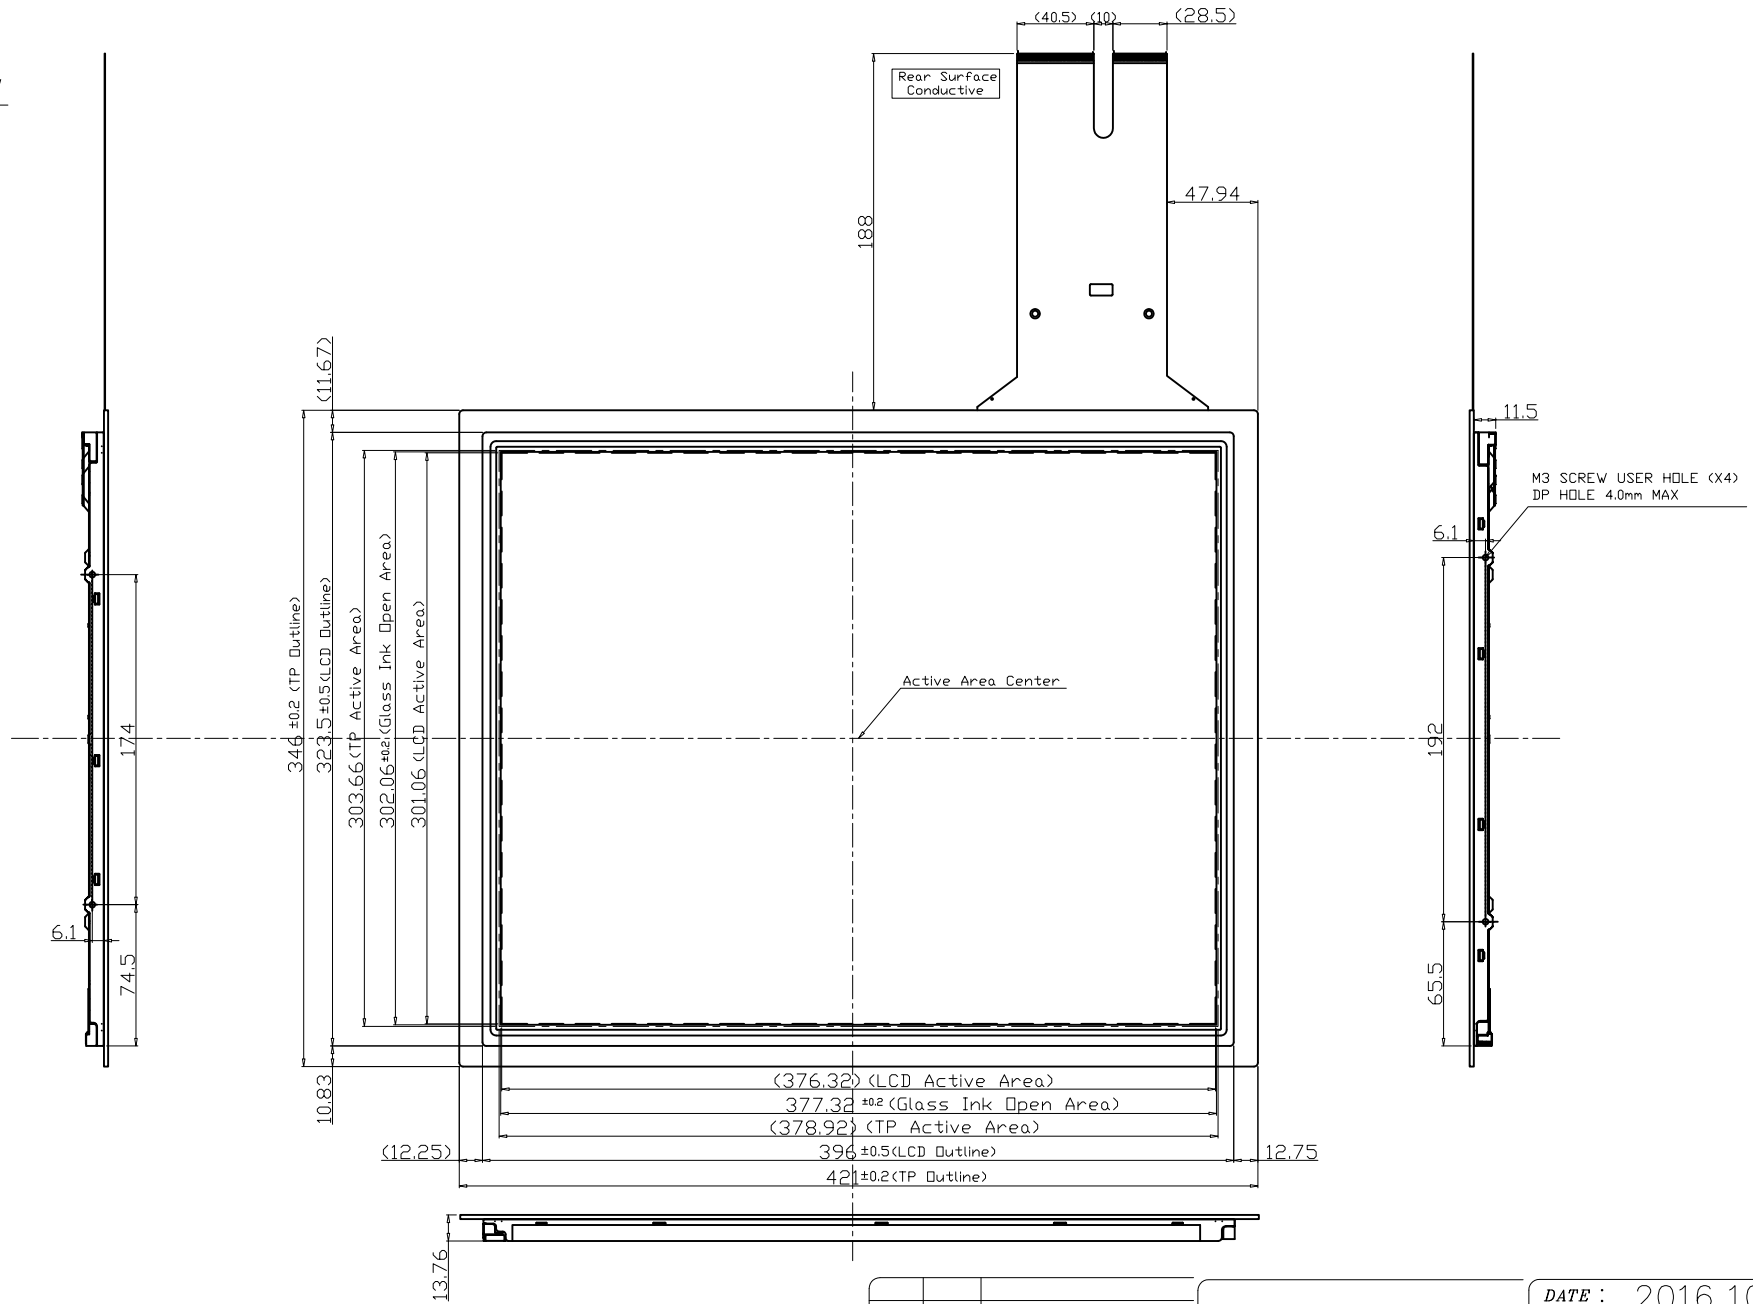 (40.5) (10) (28.5)
Rear Surface
Conductive
47.94
188
(11.67)
11.5
M3 SCREW USER HOLE (X4)
DP HOLE 4.0mm MAX
6.1
346 ±0.2 (TP Outline)
323.5 ±0.5 (LCD Outline)
303.66 (TP Active Area)
302.06 ±0.2 (Glass Ink Open Area)
301.06 (LCD Active Area)
Active Area Center
174
192
6.1
74.5
65.5
10.83
(376.32) (LCD Active Area)
377.32 ±0.2 (Glass Ink Open Area)
(378.92) (TP Active Area)
(12.25) 396 ±0.5 (LCD Outline) 12.75
421 ±0.2 (TP Outline)
13.76
DATE : 2016.10